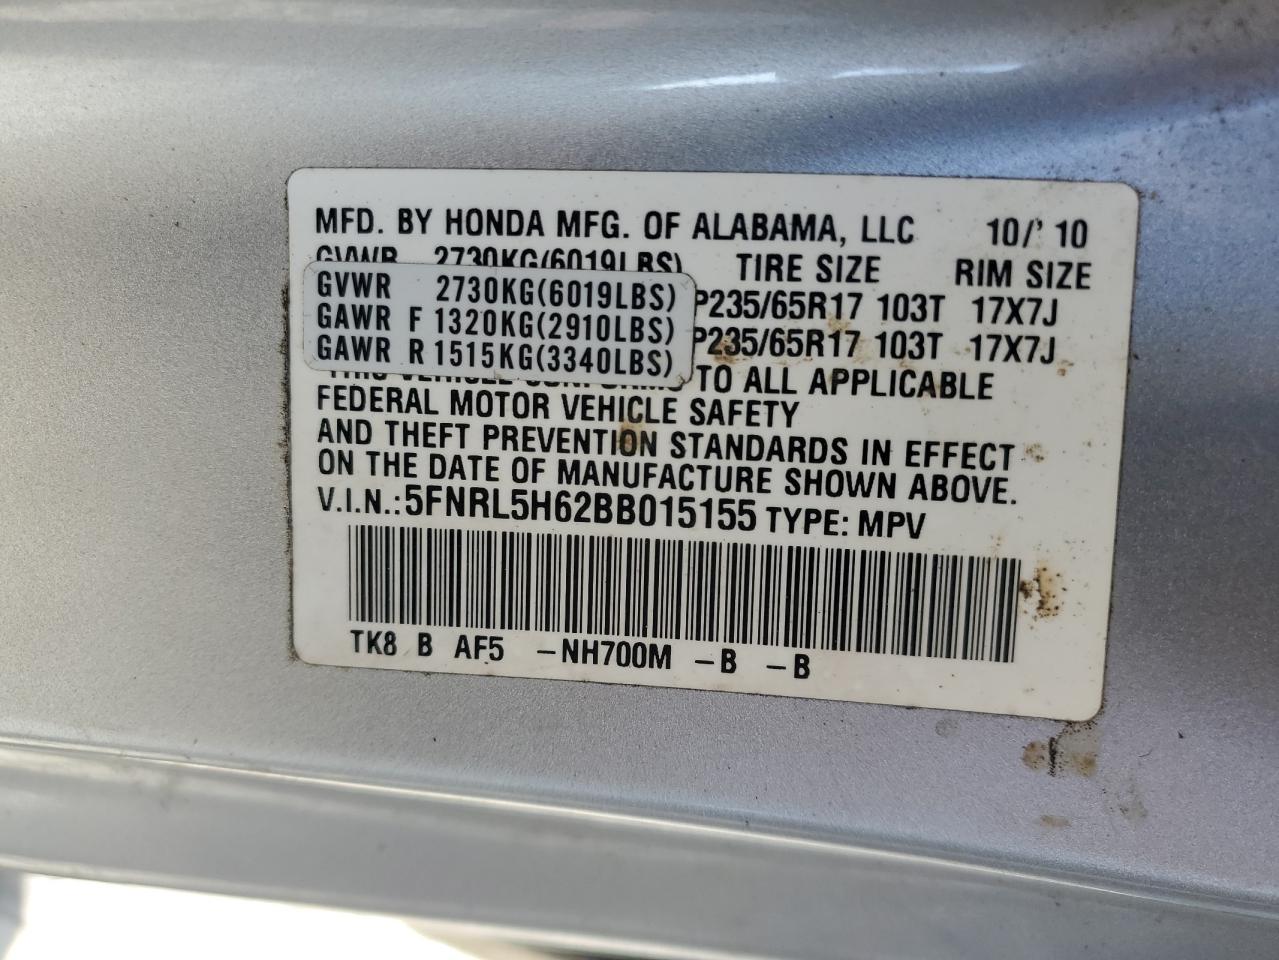 MFD. BY HONDA MFG. OF ALABAMA, LLC 10/' 10
GVWR 2730KG(6019LBS) TIRE SIZE RIM SIZE
GVWR 2730KG(6019LBS)
GAWR F 1320KG(2910LBS) P235/65R17 103T 17X7J
GAWR R 1515KG(3340LBS) P235/65R17 103T 17X7J
THIS VEHICLE CONFORMS TO ALL APPLICABLE
FEDERAL MOTOR VEHICLE SAFETY
AND THEFT PREVENTION STANDARDS IN EFFECT
ON THE DATE OF MANUFACTURE SHOWN ABOVE.
V.I.N.: 5FNRL5H62BB015155 TYPE: MPV
TK8 B AF5 -NH700M -B -B